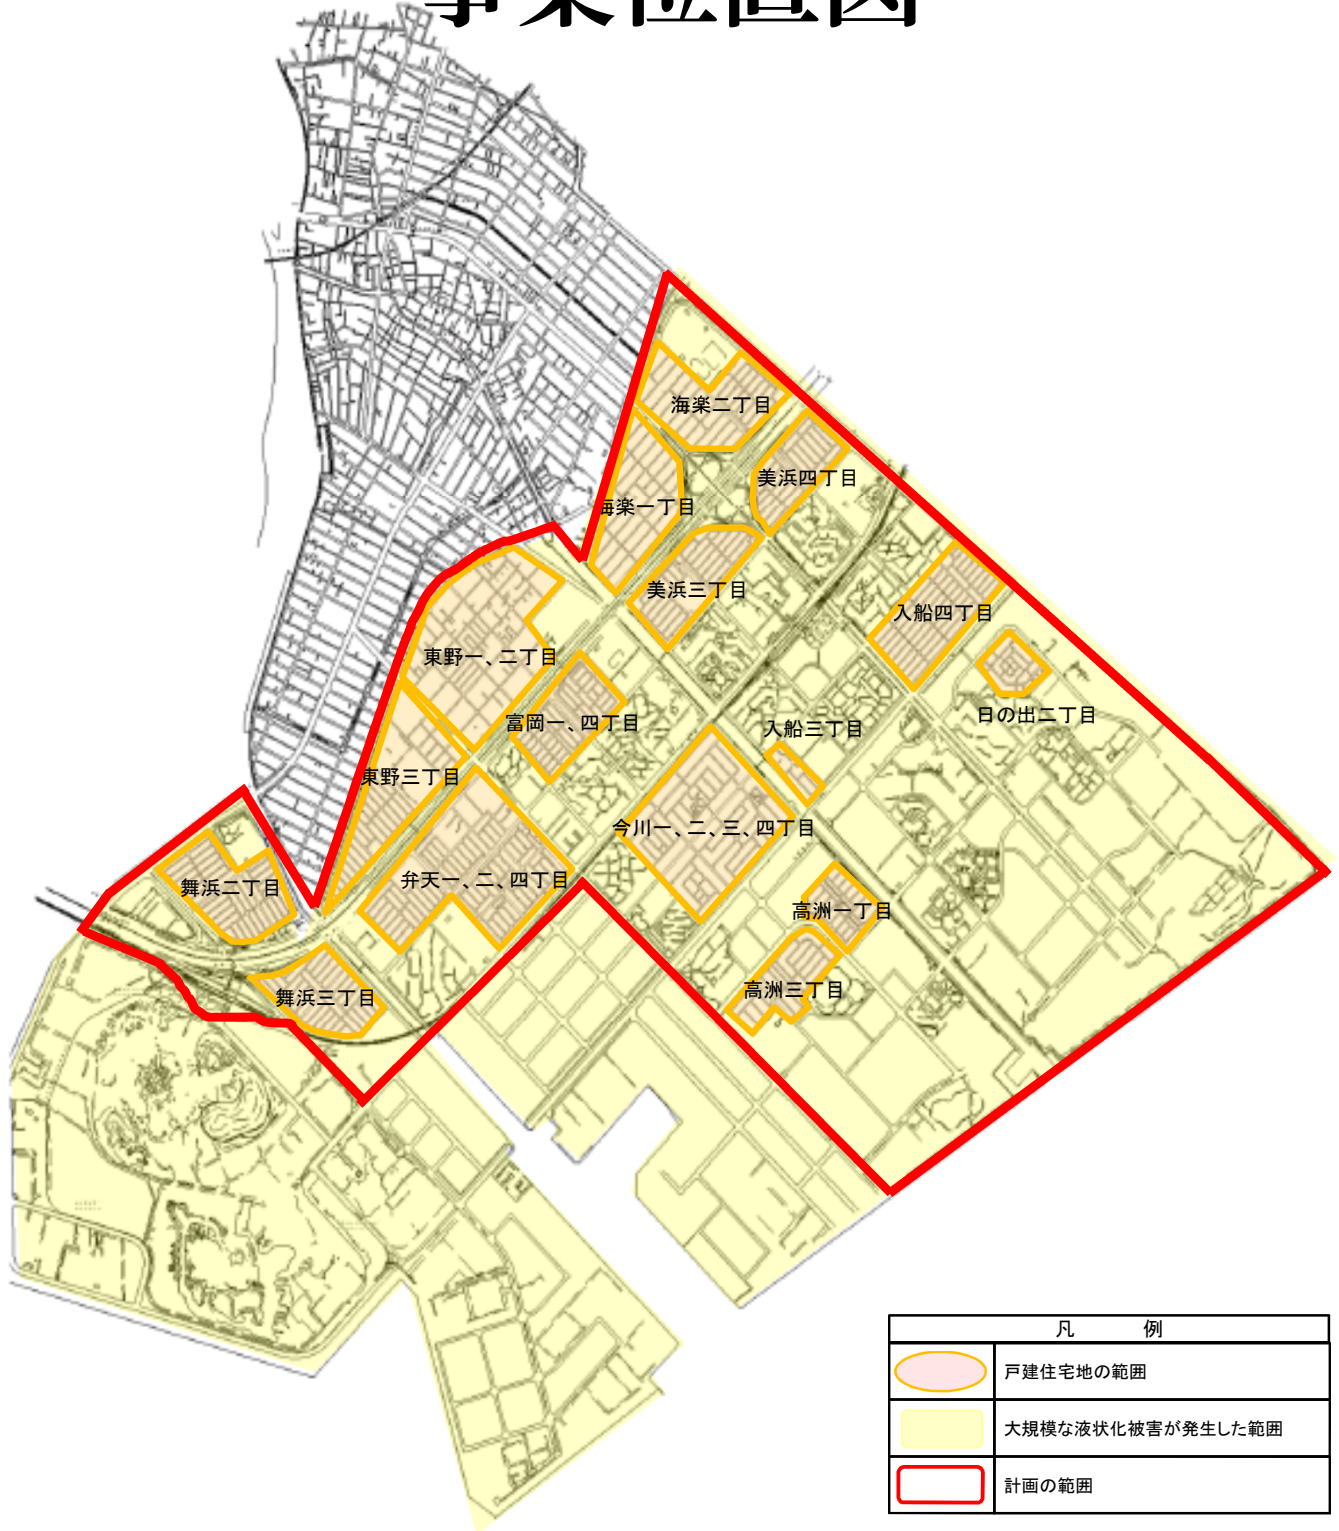 事業位置図
海楽二丁目
美浜四丁目
海楽一丁目
美浜三丁目
入船四丁目
東野一、二丁目
富岡一、四丁目
日の出二丁目
入船三丁目
東野三丁目
今川一、二、三、四丁目
弁天一、二、四丁目
舞浜二丁目
高洲一丁目
高洲三丁目
舞浜三丁目
凡 例
戸建住宅地の範囲
大規模な液状化被害が発生した範囲
計画の範囲